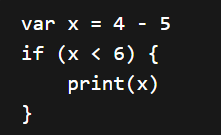 var x = 4 - 5
if (x < 6) {
    print(x)
}